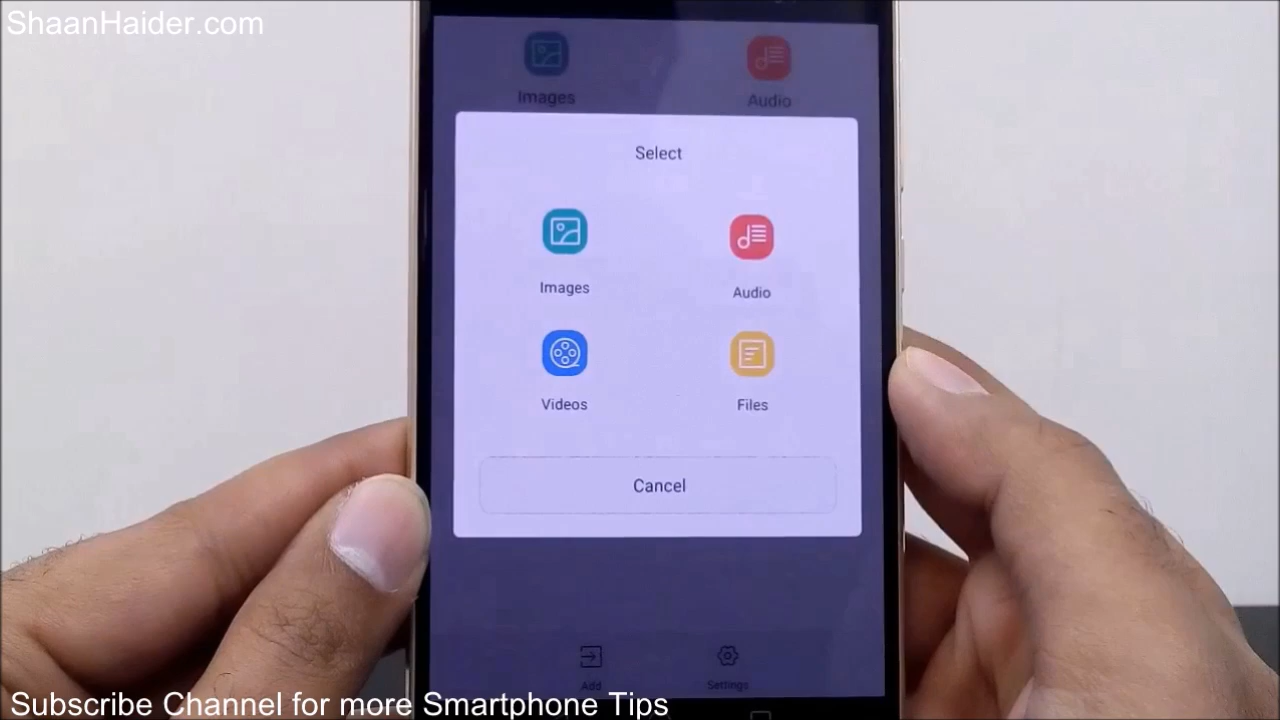 ShaanHaider.com
Images
Audio
Select
Images
Audio
Videos
Files
Cancel
Add
Settings
Subscribe Channel for more Smartphone Tips